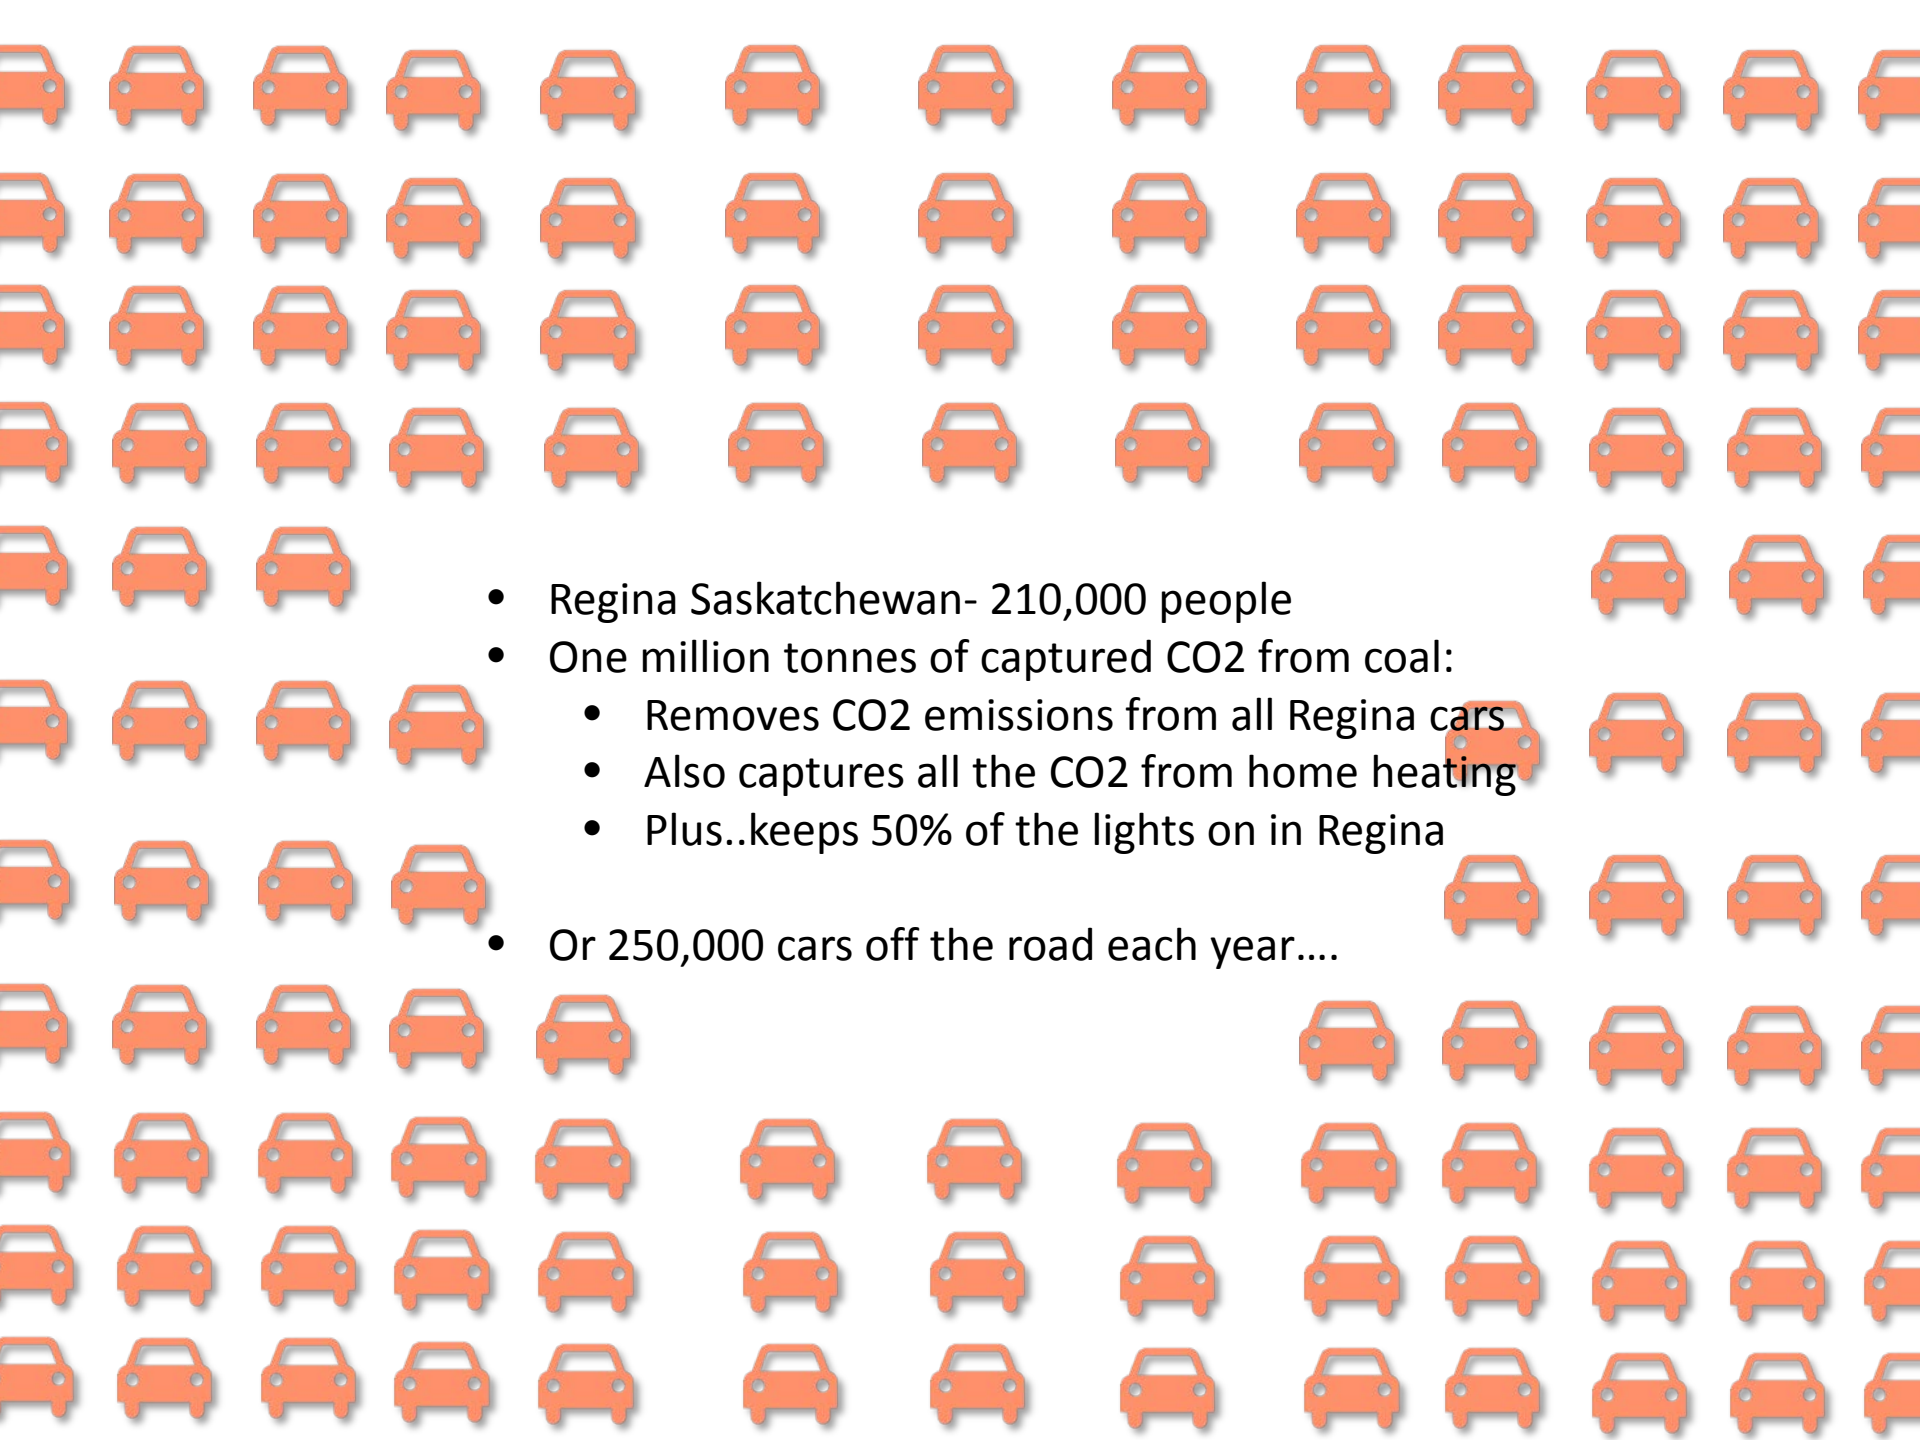 • Regina Saskatchewan- 210,000 people
• One million tonnes of captured CO2 from coal:
• Removes CO2 emissions from all Regina cars
• Also captures all the CO2 from home heating
• Plus..keeps 50% of the lights on in Regina
• Or 250,000 cars off the road each year....